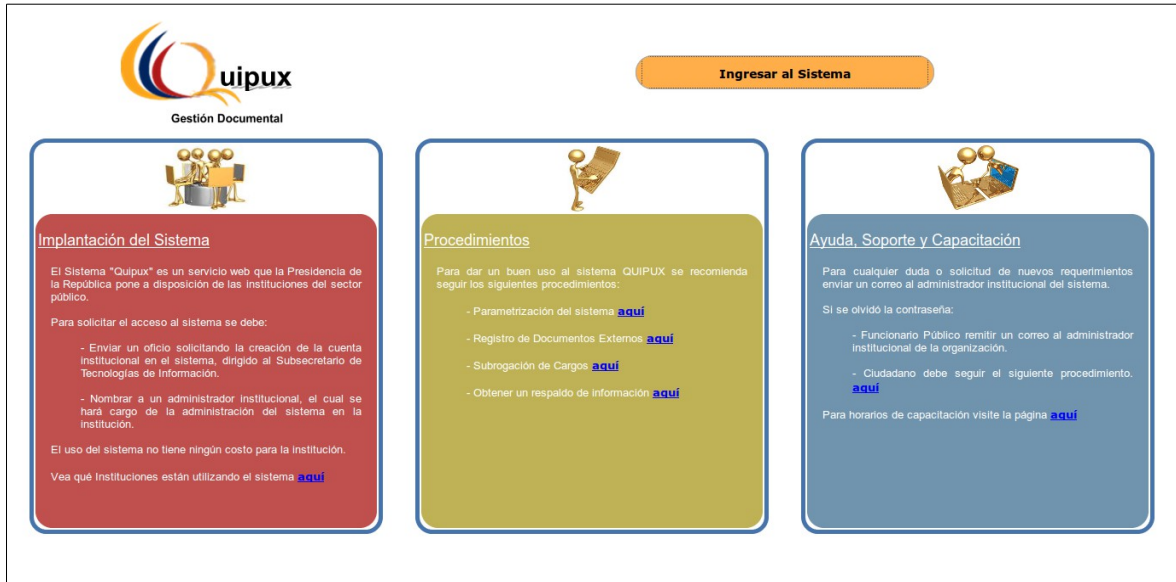 Quipux
Gestión Documental
Ingresar al Sistema
Implantación del Sistema
El Sistema "Quipux" es un servicio web que la Presidencia de
la República pone a disposición de las instituciones del sector
público.
Para solicitar el acceso al sistema se debe:
- Enviar un oficio solicitando la creación de la cuenta
institucional en el sistema, dirigido al Subsecretario de
Tecnologías de Información.
- Nombrar a un administrador institucional, el cual se
hará cargo de la administración del sistema en la
institución.
El uso del sistema no tiene ningún costo para la institución.
Vea qué Instituciones están utilizando el sistema aquí
Procedimientos
Para dar un buen uso al sistema QUIPUX se recomienda
seguir los siguientes procedimientos:
- Parametrización del sistema aquí
- Registro de Documentos Externos aquí
- Subrogación de Cargos aquí
- Obtener un respaldo de información aquí
Ayuda, Soporte y Capacitación
Para cualquier duda o solicitud de nuevos requerimientos
enviar un correo al administrador institucional del sistema.
Si se olvidó la contraseña:
- Funcionario Público remitir un correo al administrador
institucional de la organización.
- Ciudadano debe seguir el siguiente procedimiento.
aquí
Para horarios de capacitación visite la página aquí